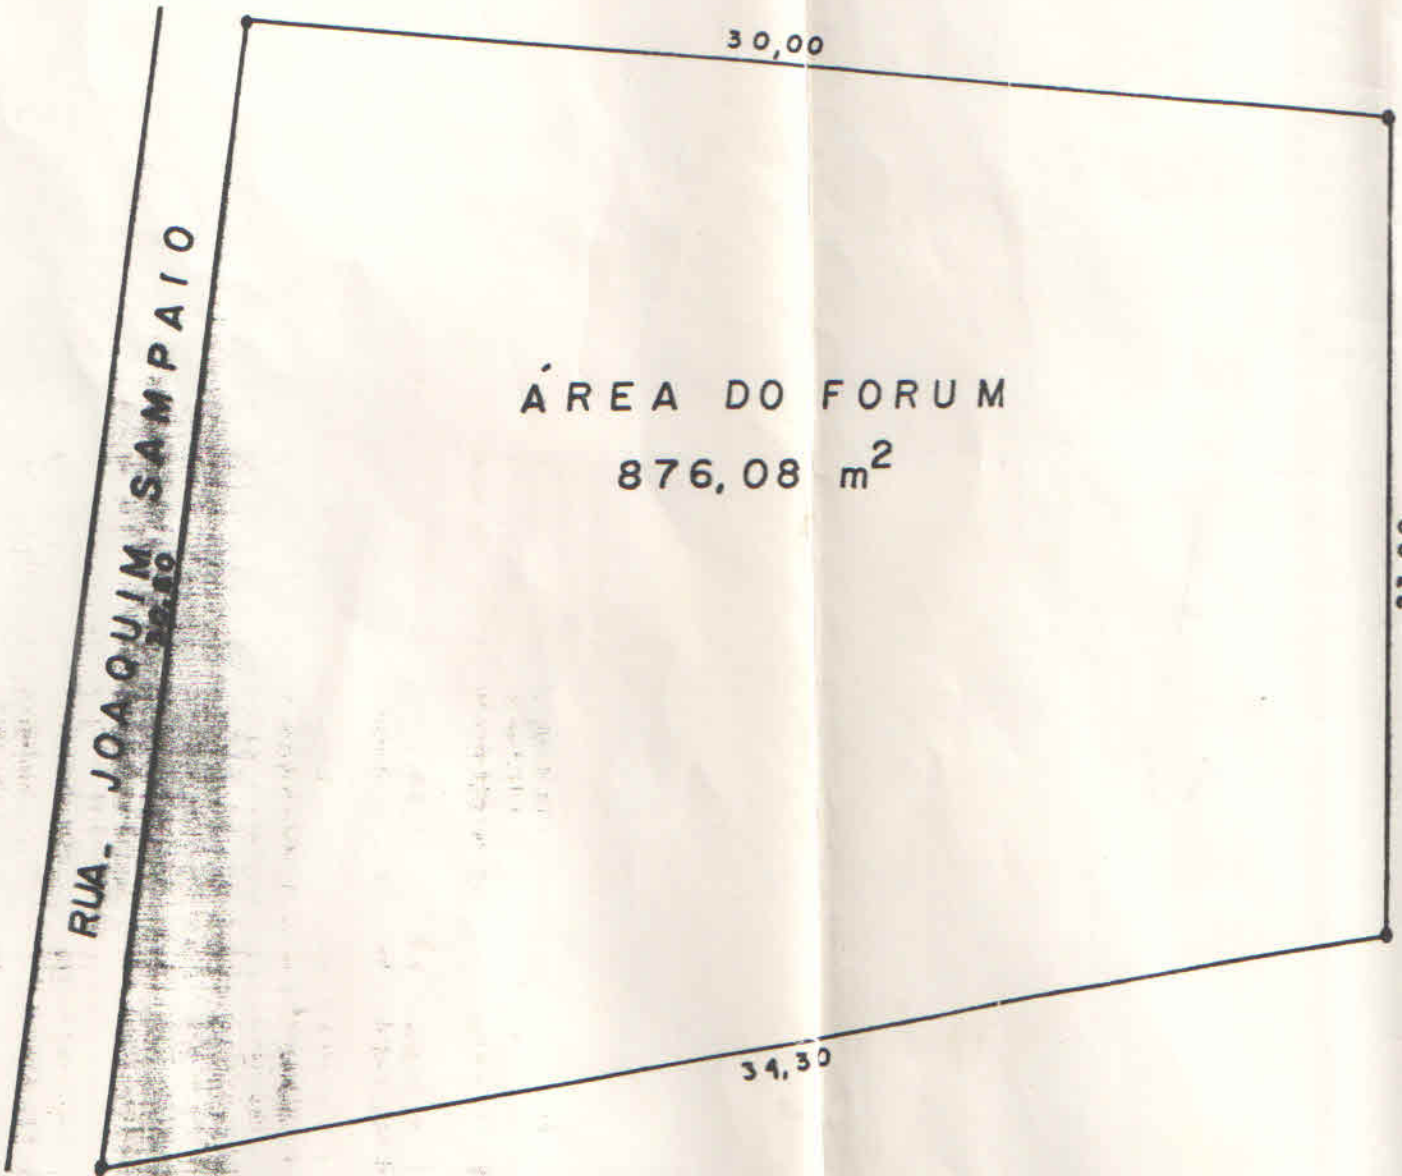 30,00
RUA- JOAQUIM SAMPAIO
ÁREA DO FORUM
876,08 m²
34,30